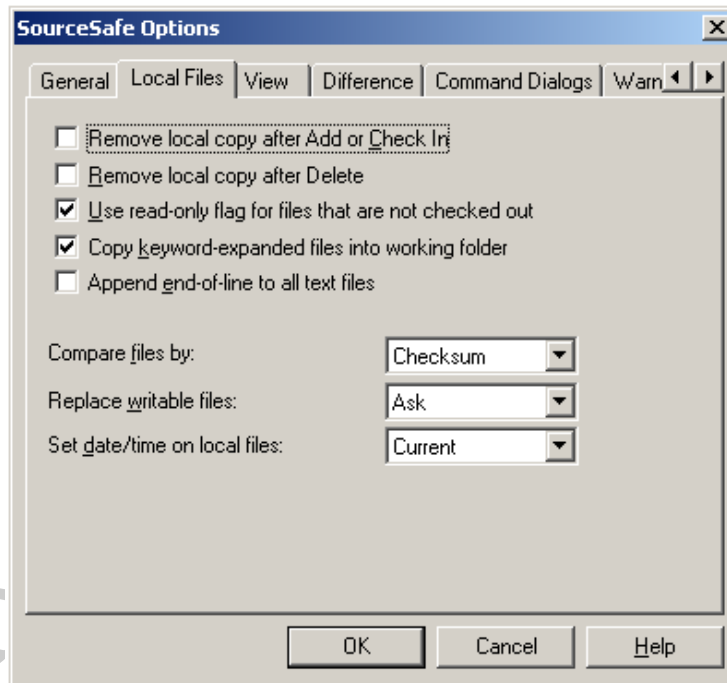 SourceSafe Options
General Local Files View Difference Command Dialogs Warn
Remove local copy after Add or Check In
Remove local copy after Delete
Use read-only flag for files that are not checked out
Copy keyword-expanded files into working folder
Append end-of-line to all text files
Compare files by: Checksum
Replace writable files: Ask
Set date/time on local files: Current
OK Cancel Help